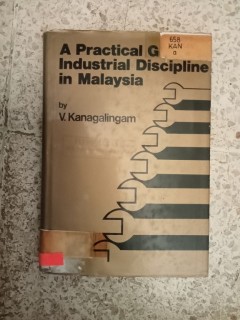 A Practical G
Industrial Discipline
in Malaysia
by
V. Kanagalingam
658
KAN